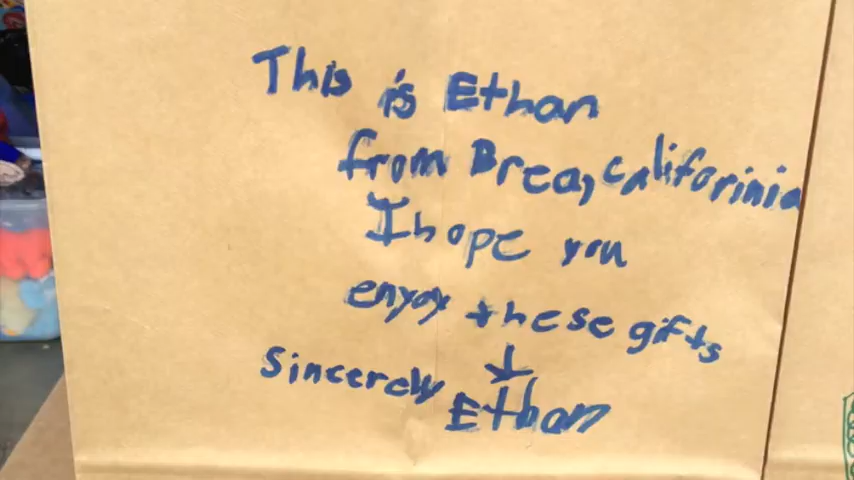 This is Ethan
from Brea, califorinia
I hope you
enjoy these gifts
Sincerely Ethan